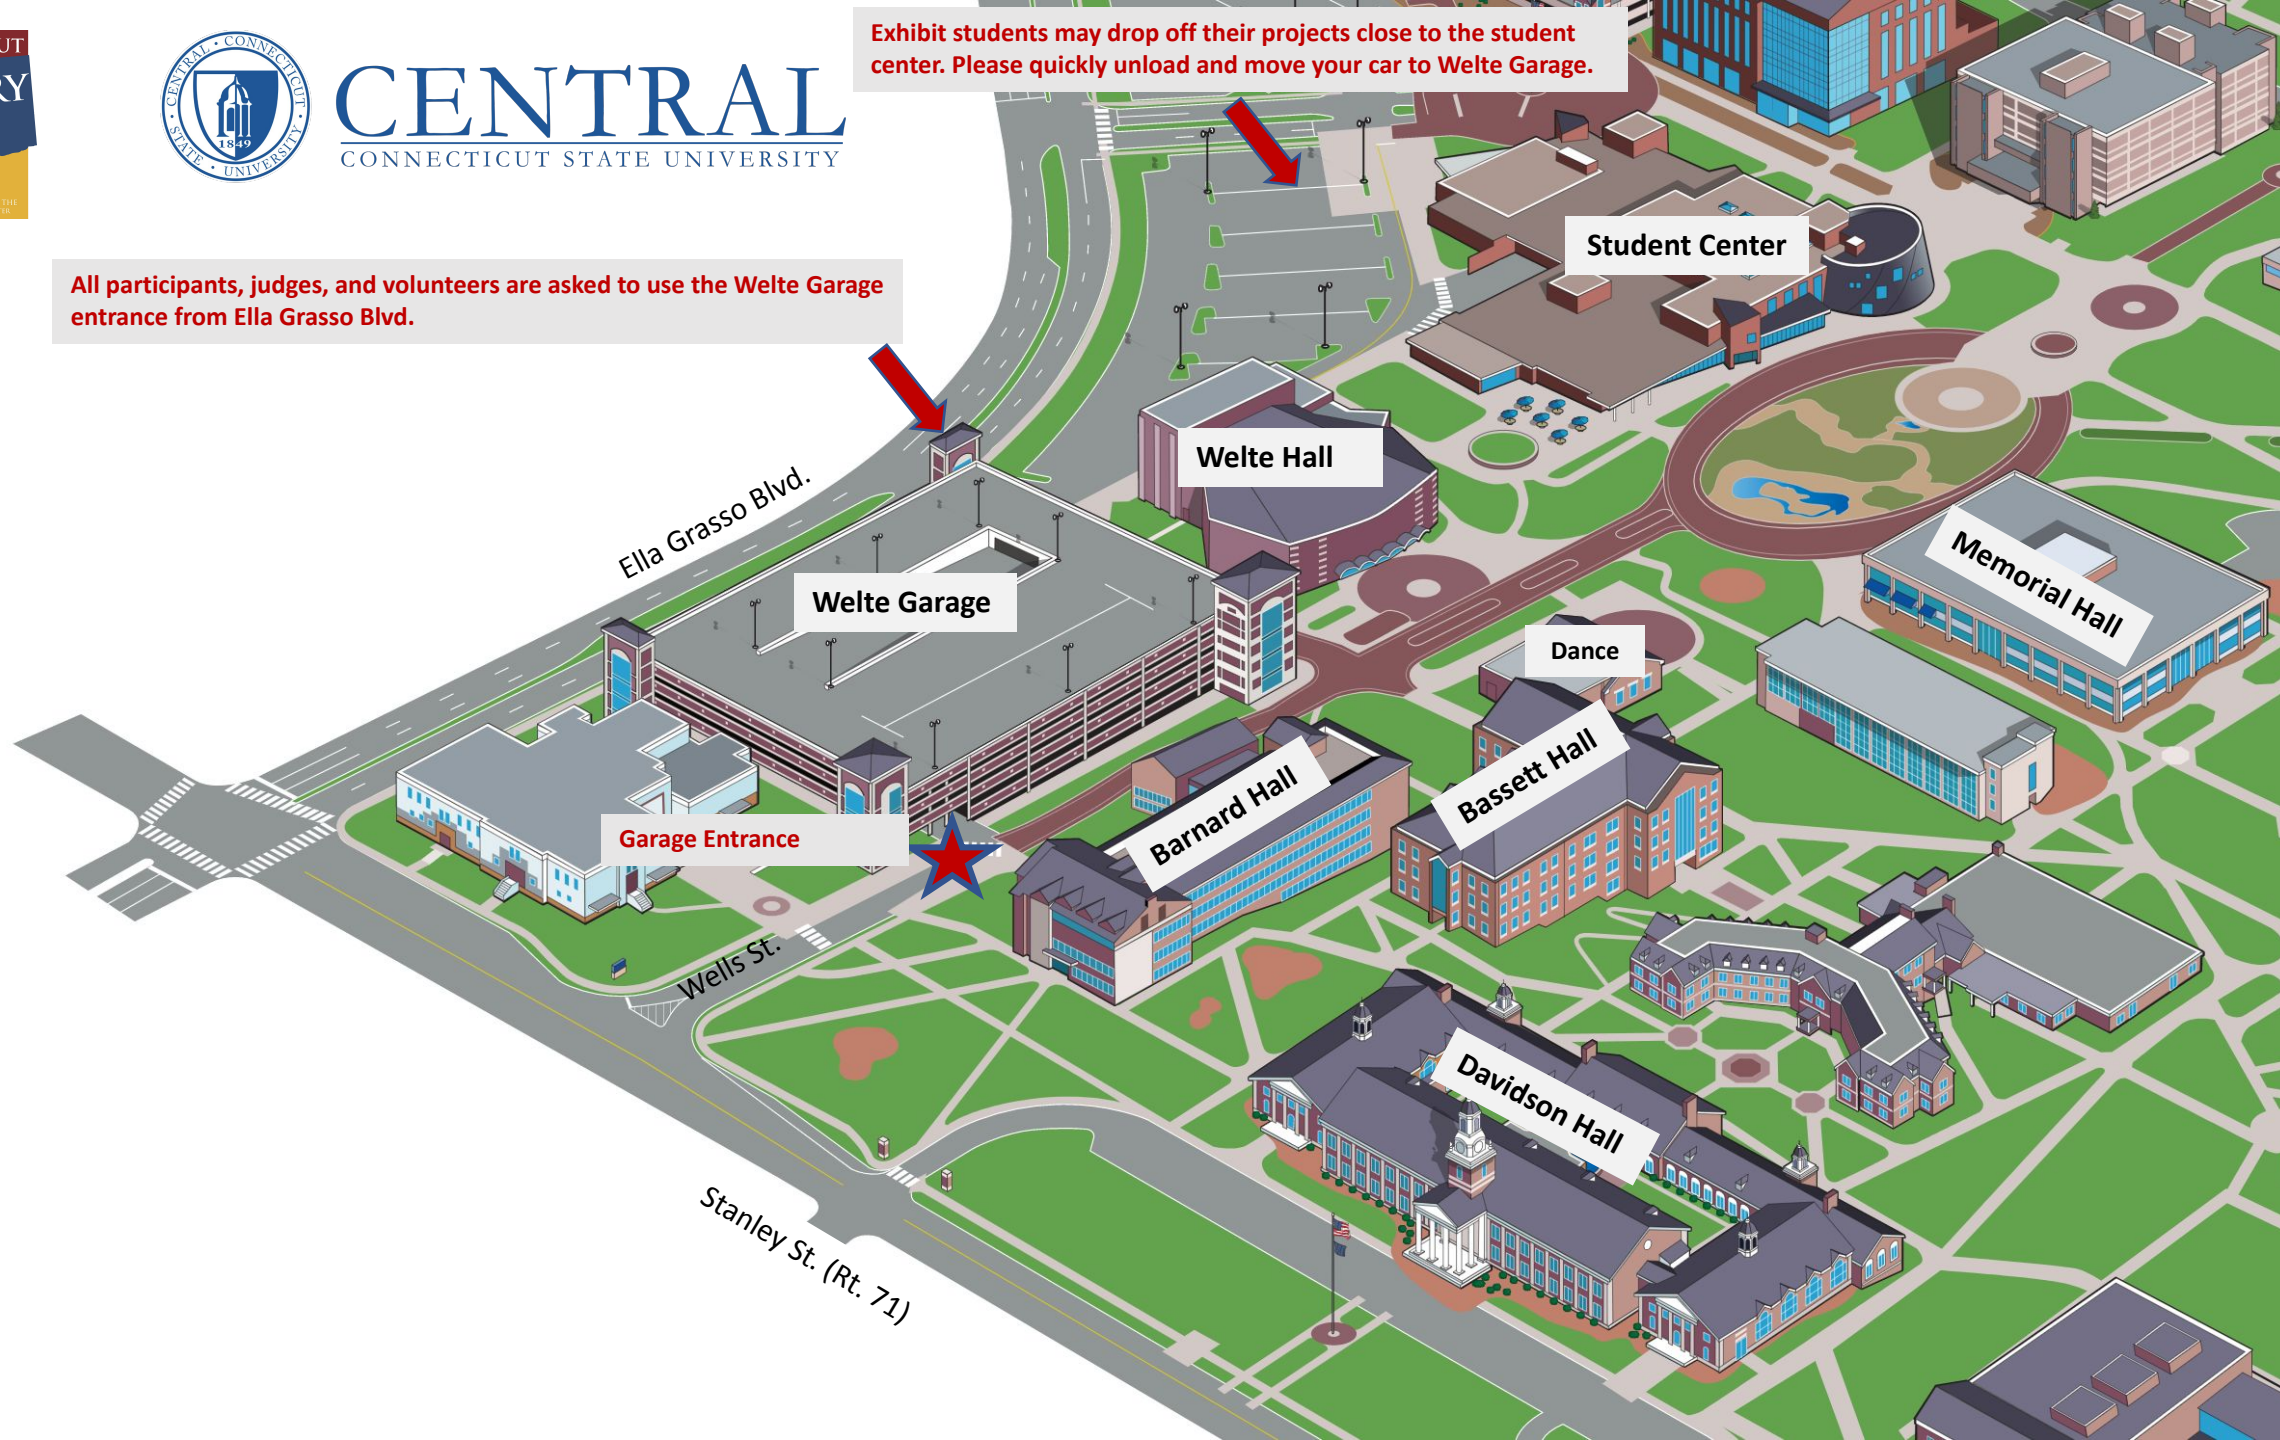 UT
RY
THE
CENTRAL CONNECTICUT
STATE UNIVERSITY
1849
CENTRAL
CONNECTICUT STATE UNIVERSITY
Exhibit students may drop off their projects close to the student
center. Please quickly unload and move your car to Welte Garage.
All participants, judges, and volunteers are asked to use the Welte Garage
entrance from Ella Grasso Blvd.
Student Center
Welte Hall
Ella Grasso Blvd.
Welte Garage
Memorial Hall
Dance
Bassett Hall
Barnard Hall
Garage Entrance
Wells St.
Davidson Hall
Stanley St. (Rt. 71)